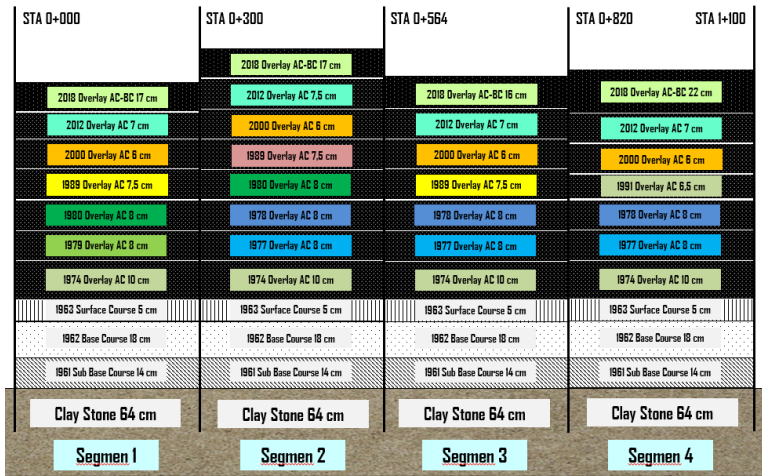 STA 0+000
STA 0+300
STA 0+564
STA 0+820
STA 1+100
2018 Overlay AC-BC 17 cm
2012 Overlay AC 7 cm
2000 Overlay AC 6 cm
1989 Overlay AC 7,5 cm
1980 Overlay AC 8 cm
1979 Overlay AC 8 cm
1974 Overlay AC 10 cm
1963 Surface Course 5 cm
1962 Base Course 18 cm
1961 Sub Base Course 14 cm
Clay Stone 64 cm
Segmen 1
2018 Overlay AC-BC 17 cm
2012 Overlay AC 7,5 cm
2000 Overlay AC 6 cm
1989 Overlay AC 7,5 cm
1980 Overlay AC 8 cm
1978 Overlay AC 8 cm
1977 Overlay AC 8 cm
1974 Overlay AC 10 cm
1963 Surface Course 5 cm
1962 Base Course 18 cm
1961 Sub Base Course 14 cm
Clay Stone 64 cm
Segmen 2
2018 Overlay AC-BC 16 cm
2012 Overlay AC 7 cm
2000 Overlay AC 6 cm
1989 Overlay AC 7,5 cm
1978 Overlay AC 8 cm
1977 Overlay AC 8 cm
1974 Overlay AC 10 cm
1963 Surface Course 5 cm
1962 Base Course 18 cm
1961 Sub Base Course 14 cm
Clay Stone 64 cm
Segmen 3
2018 Overlay AC-BC 22 cm
2012 Overlay AC 7 cm
2000 Overlay AC 6 cm
1991 Overlay AC 6,5 cm
1978 Overlay AC 8 cm
1977 Overlay AC 8 cm
1974 Overlay AC 10 cm
1963 Surface Course 5 cm
1962 Base Course 18 cm
1961 Sub Base Course 14 cm
Clay Stone 64 cm
Segmen 4